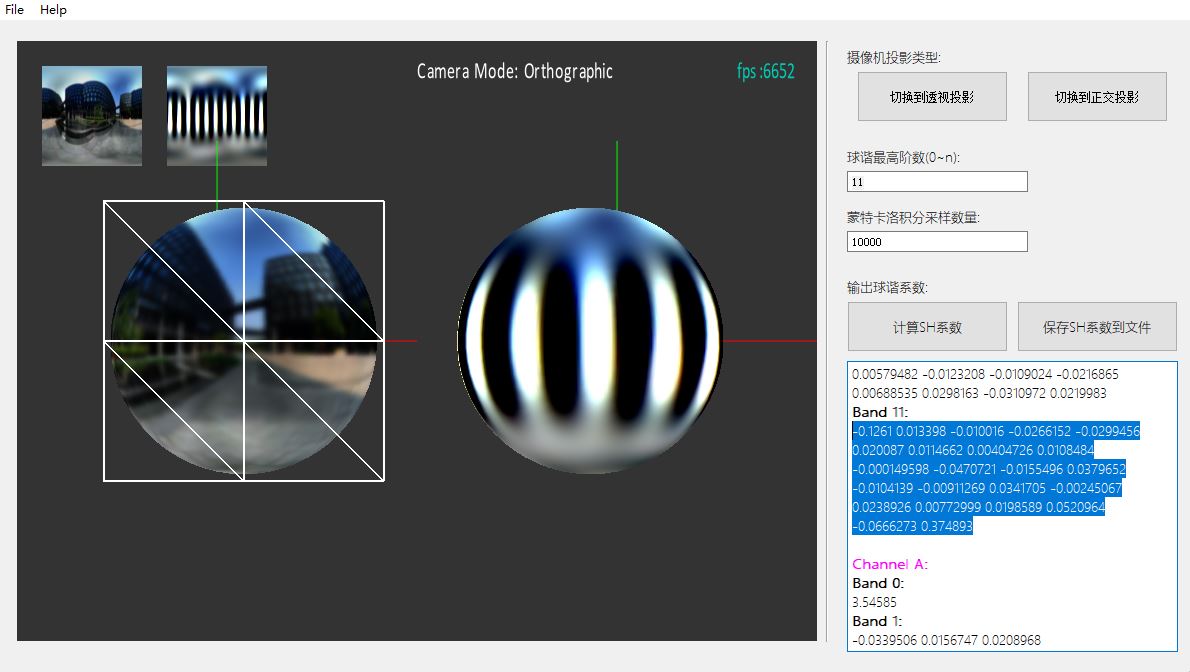 File Help
Camera Mode: Orthographic
fps :6652
摄像机投影类型:
切换到透视投影 切换到正交投影
球谐最高阶数(0~n):
11
蒙特卡洛积分采样数量:
10000
输出球谐系数:
计算SH系数 保存SH系数到文件
0.00579482 -0.0123208 -0.0109024 -0.0216865
0.00688535 0.0298163 -0.0310972 0.0219983
Band 11:
-0.1261 0.013398 -0.010016 -0.0266152 -0.0299456
0.020087 0.0114662 0.00404726 0.0108484
-0.000149598 -0.0470721 -0.0155496 0.0379652
-0.0104139 -0.00911269 0.0341705 -0.00245067
0.0238926 0.00772999 0.0198589 0.0520964
-0.0666273 0.374893
Channel A:
Band 0:
3.54585
Band 1:
-0.0339506 0.0156747 0.0208968